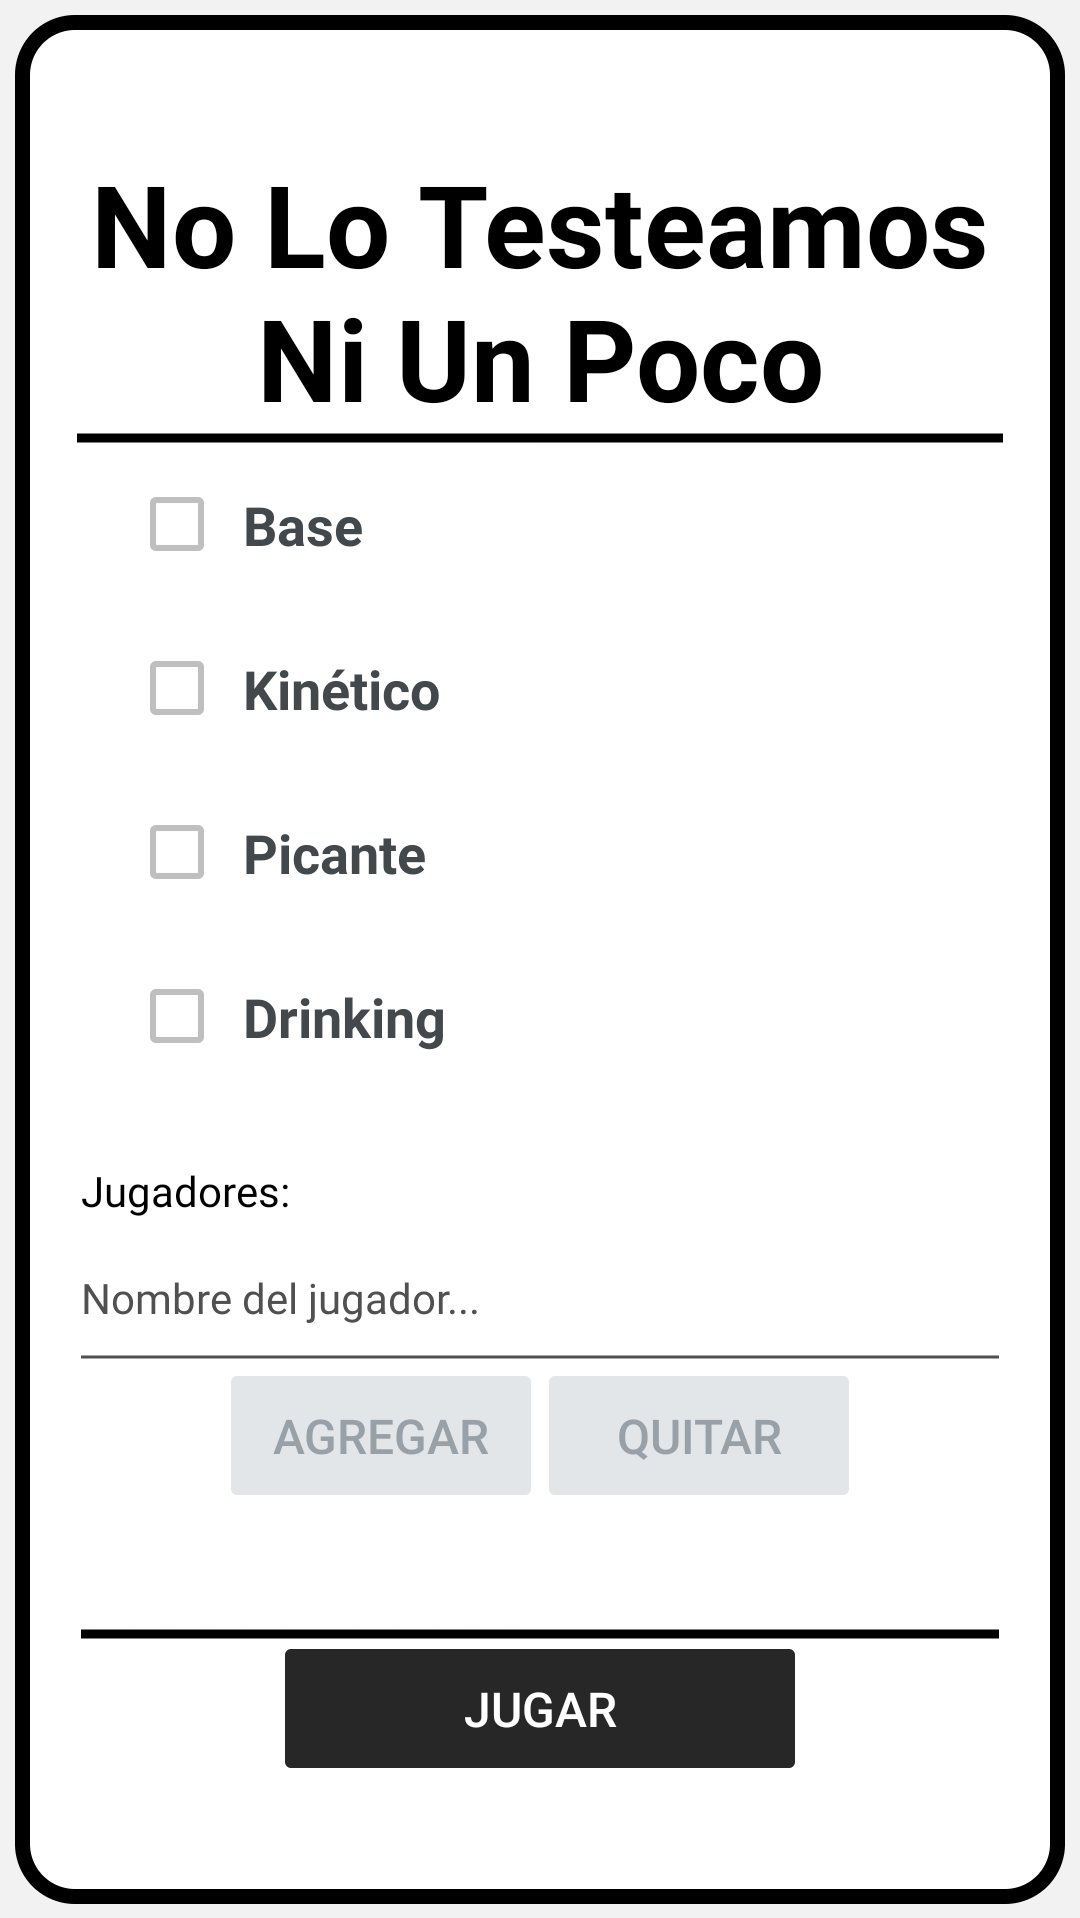 No Lo Testeamos
Ni Un Poco
Base
Kinético
Picante
Drinking
Jugadores:
Nombre del jugador...
AGREGAR QUITAR
JUGAR